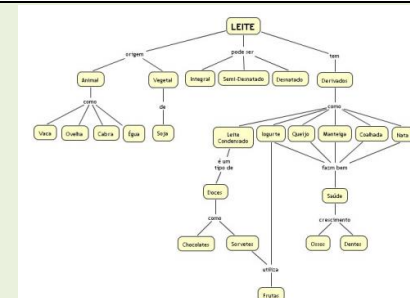 LEITE
origem
pode ser
tem
Animal
Vegetal
Integral
Semi-Desnatado
Desnatado
Derivados
como
de
como
Vaca
Ovelha
Cabra
Égua
Soja
Leite
Condensado
Iogurte
Queijo
Manteiga
Coalhada
Nata
é um
tipo de
fazem bem
Doces
Saúde
como
crescimento
Chocolates
Sorvetes
Ossos
Dentes
utiliza
Frutas